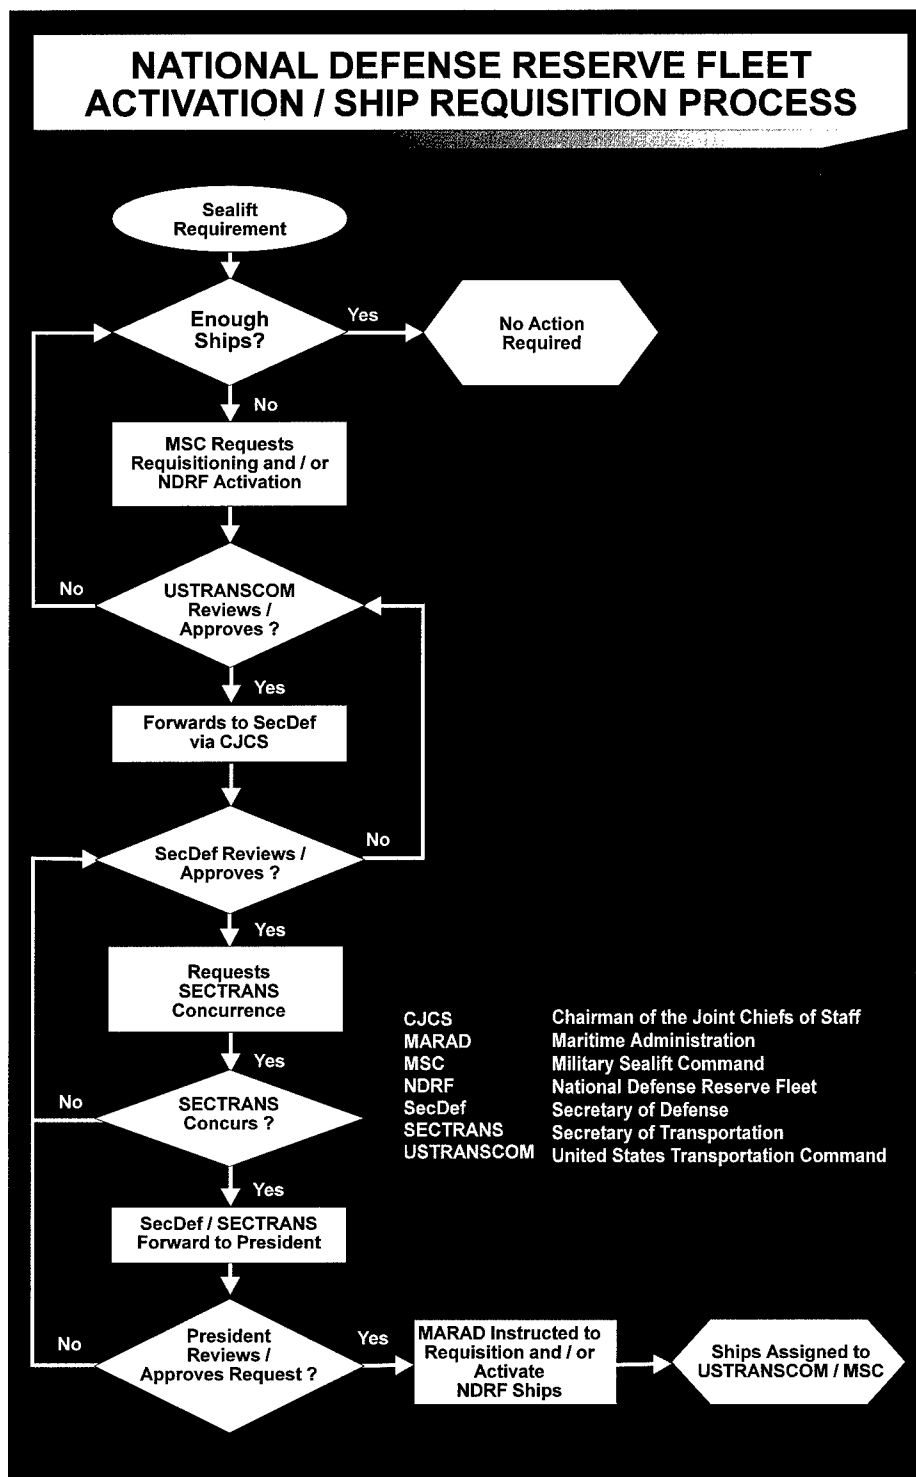 NATIONAL DEFENSE RESERVE FLEET
ACTIVATION / SHIP REQUISITION PROCESS
Sealift
Requirement
Enough
Ships?
Yes
No Action
Required
No
MSC Requests
Requisitioning and / or
NDRF Activation
No
USTRANSCOM
Reviews /
Approves ?
Yes
Forwards to SecDef
via CJCS
No
SecDef Reviews /
Approves ?
Yes
Requests
SECTRANS
Concurrence
Yes
No
SECTRANS
Concurs ?
CJCS Chairman of the Joint Chiefs of Staff
MARAD Maritime Administration
MSC Military Sealift Command
NDRF National Defense Reserve Fleet
SecDef Secretary of Defense
SECTRANS Secretary of Transportation
USTRANSCOM United States Transportation Command
Yes
SecDef / SECTRANS
Forward to President
No
President
Reviews /
Approves Request ?
Yes
MARAD Instructed to
Requisition and / or
Activate
NDRF Ships
Ships Assigned to
USTRANSCOM / MSC